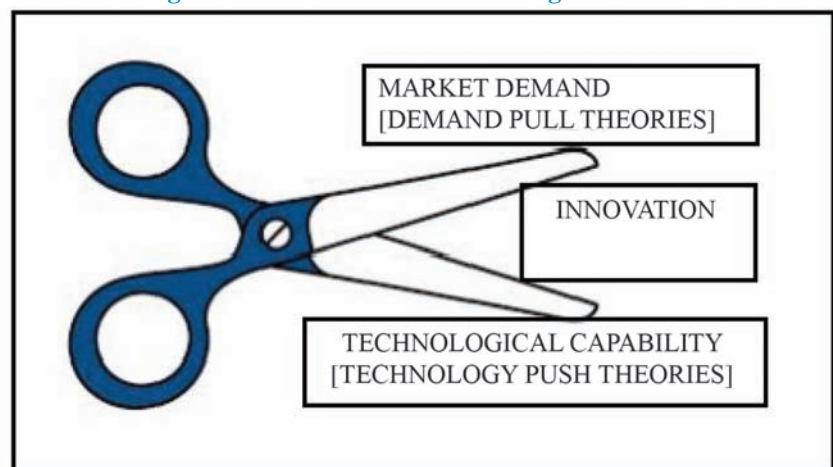 MARKET DEMAND
[DEMAND PULL THEORIES]
INNOVATION
TECHNOLOGICAL CAPABILITY
[TECHNOLOGY PUSH THEORIES]